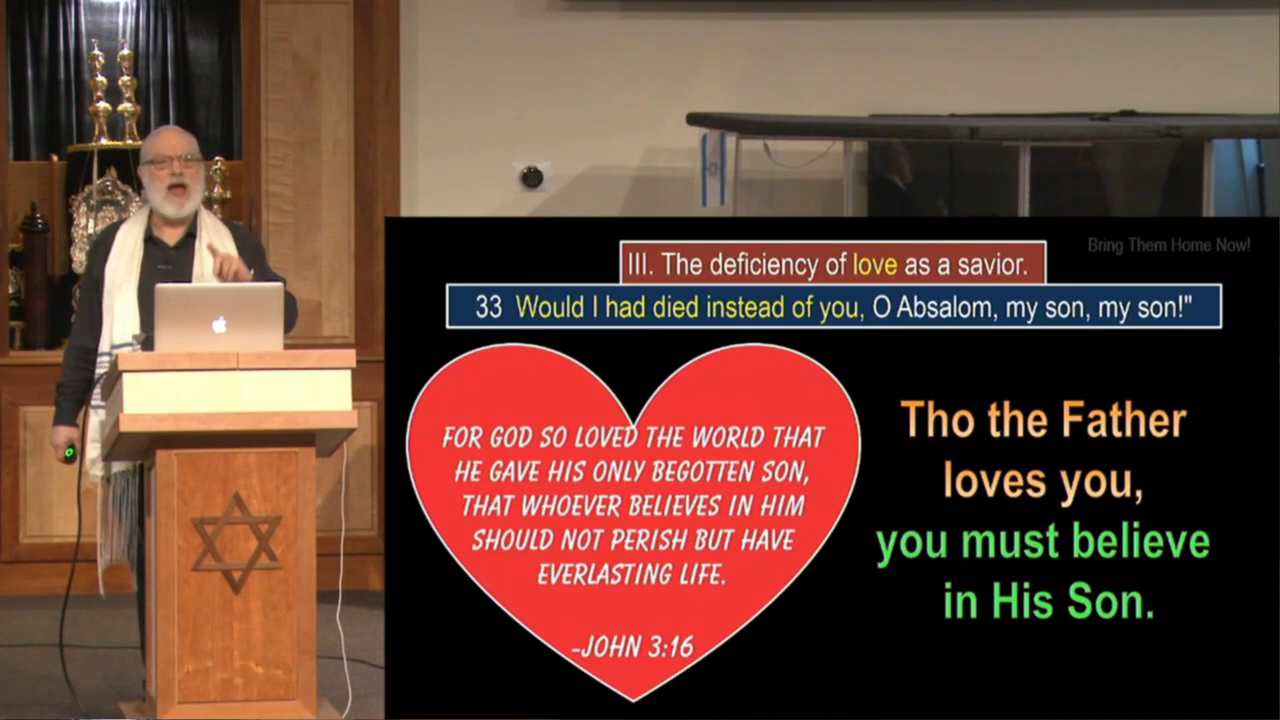 Bring Them Home Now!
III. The deficiency of love as a savior.
33 Would I had died instead of you, O Absalom, my son, my son!"
FOR GOD SO LOVED THE WORLD THAT
HE GAVE HIS ONLY BEGOTTEN SON,
THAT WHOEVER BELIEVES IN HIM
SHOULD NOT PERISH BUT HAVE
EVERLASTING LIFE.
-JOHN 3:16
Tho the Father
loves you,
you must believe
in His Son.